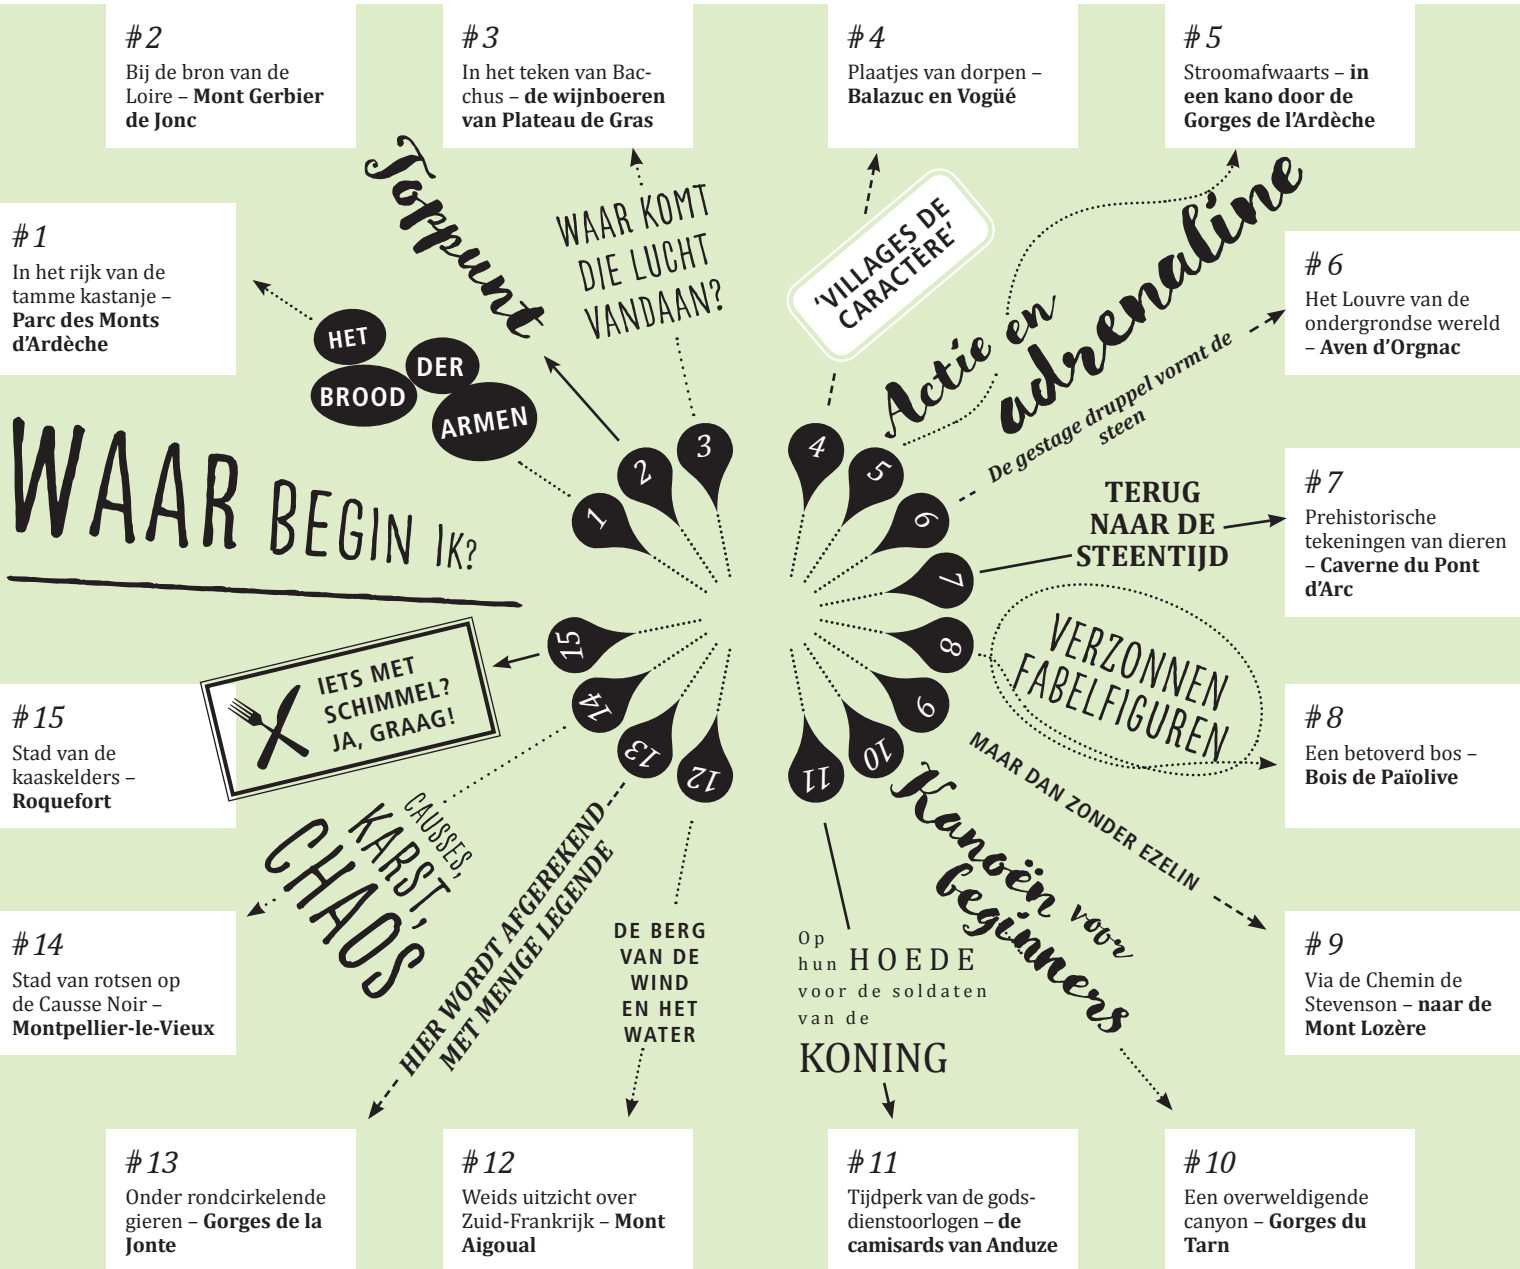 #2
Bij de bron van de
Loire – Mont Gerbier
de Jonc
#3
In het teken van Bac-
chus – de wijnboeren
van Plateau de Gras
#4
Plaatjes van dorpen –
Balazuc en Vogüé
#5
Stroomafwaarts – in
een kano door de
Gorges de l’Ardèche
#1
In het rijk van de
tamme kastanje –
Parc des Monts
d’Ardèche
HET
BROOD
DER
ARMEN
Toppunt
WAAR KOMT
DIE LUCHT
VANDAAN?
'VILLAGES DE
CARACTÈRE’
Actie en
adrenaline
De gestage druppel vormt de
steen
#6
Het Louvre van de
ondergrondse wereld
– Aven d’Orgnac
WAAR BEGIN IK?
1
2
3
4
5
6
7
8
9
10
11
12
13
14
15
TERUG
NAAR DE
STEENTIJD
#7
Prehistorische
tekeningen van dieren
– Caverne du Pont
d’Arc
VERZONNEN
FABELFIGUREN
#8
Een betoverd bos –
Bois de Païolive
IETS MET
SCHIMMEL?
JA, GRAAG!
#15
Stad van de
kaaskelders –
Roquefort
MAAR DAN ZONDER EZELIN
#9
Via de Chemin de
Stevenson – naar de
Mont Lozère
CAUSSES,
KARST,
CHAO’S
#14
Stad van rotsen op
de Causse Noir –
Montpellier-le-Vieux
HIER WORDT AFGEREKEND
MET MENIGE LEGENDE
DE BERG
VAN DE
WIND
EN HET
WATER
Op
hun HOEDE
voor de soldaten
van de
KONING
Kanoën voor
beginners
#13
Onder rondcirkelende
gieren – Gorges de la
Jonte
#12
Weids uitzicht over
Zuid-Frankrijk – Mont
Aigoual
#11
Tijdperk van de gods-
dienstoorlogen – de
camisards van Anduze
#10
Een overweldigende
canyon – Gorges du
Tarn